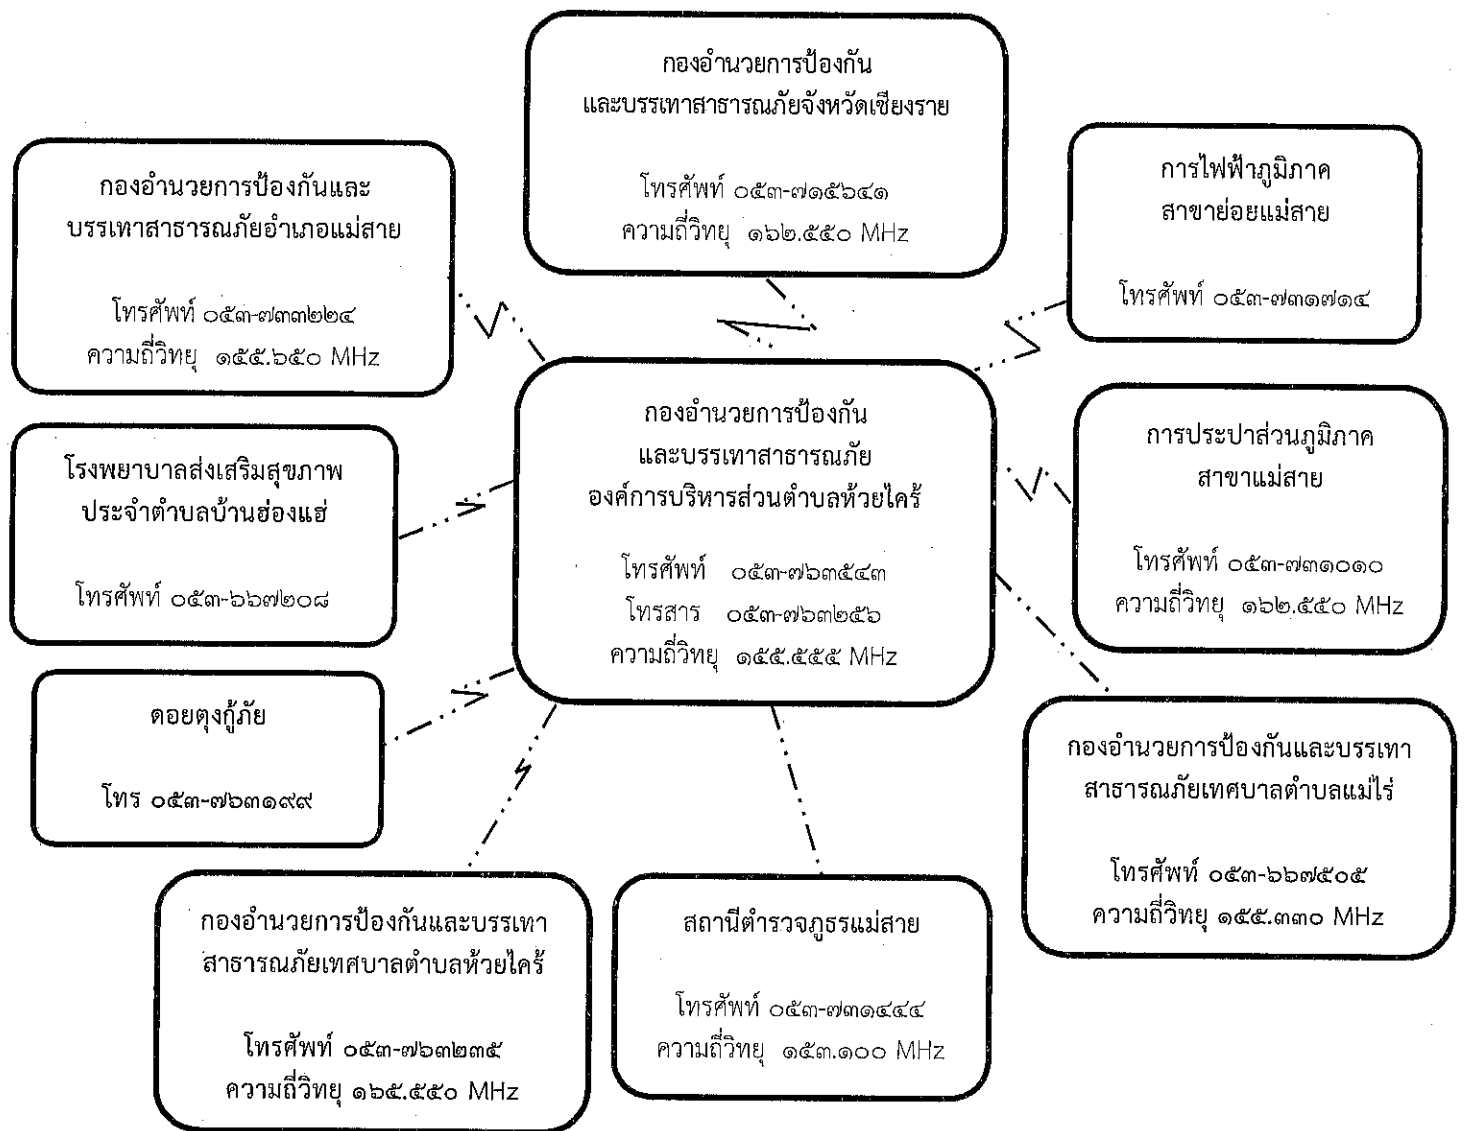 กองอำนวยการป้องกัน
และบรรเทาสาธารณภัยจังหวัดเชียงราย
โทรศัพท์ ๐๕๓-๗๑๕๖๔๑
ความถี่วิทยุ ๑๖๒.๕๕๐ MHz
กองอำนวยการป้องกันและ
บรรเทาสาธารณภัยอำเภอแม่สาย
โทรศัพท์ ๐๕๓-๗๓๓๒๒๔
ความถี่วิทยุ ๑๕๕.๖๕๐ MHz
การไฟฟ้าภูมิภาค
สาขาย่อยแม่สาย
โทรศัพท์ ๐๕๓-๗๓๑๗๑๔
กองอำนวยการป้องกัน
และบรรเทาสาธารณภัย
องค์การบริหารส่วนตำบลห้วยไคร้
โทรศัพท์ ๐๕๓-๗๖๓๕๔๓
โทรสาร ๐๕๓-๗๖๓๒๕๖
ความถี่วิทยุ ๑๕๕.๕๕๕ MHz
โรงพยาบาลส่งเสริมสุขภาพ
ประจำตำบลบ้านฮ่องแฮ่
โทรศัพท์ ๐๕๓-๖๖๗๒๐๘
การประปาส่วนภูมิภาค
สาขาแม่สาย
โทรศัพท์ ๐๕๓-๗๓๑๐๑๐
ความถี่วิทยุ ๑๖๒.๕๕๐ MHz
ดอยตุงกู้ภัย
โทร ๐๕๓-๗๖๓๑๙๙
กองอำนวยการป้องกันและบรรเทา
สาธารณภัยเทศบาลตำบลแม่ไร่
โทรศัพท์ ๐๕๓-๖๖๗๕๐๕
ความถี่วิทยุ ๑๕๕.๓๓๐ MHz
กองอำนวยการป้องกันและบรรเทา
สาธารณภัยเทศบาลตำบลห้วยไคร้
โทรศัพท์ ๐๕๓-๗๖๓๒๓๕
ความถี่วิทยุ ๑๖๕.๕๕๐ MHz
สถานีตำรวจภูธรแม่สาย
โทรศัพท์ ๐๕๓-๗๓๑๔๔๔
ความถี่วิทยุ ๑๕๓.๑๐๐ MHz